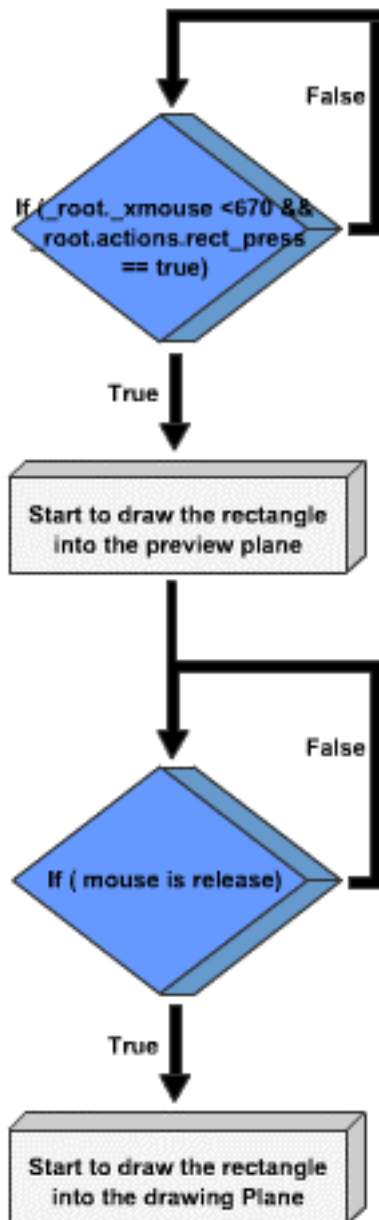 False
If (_root._xmouse <670 &&
_root.actions.rect_press
== true)
True
Start to draw the rectangle
into the preview plane
False
If ( mouse is release)
True
Start to draw the rectangle
into the drawing Plane